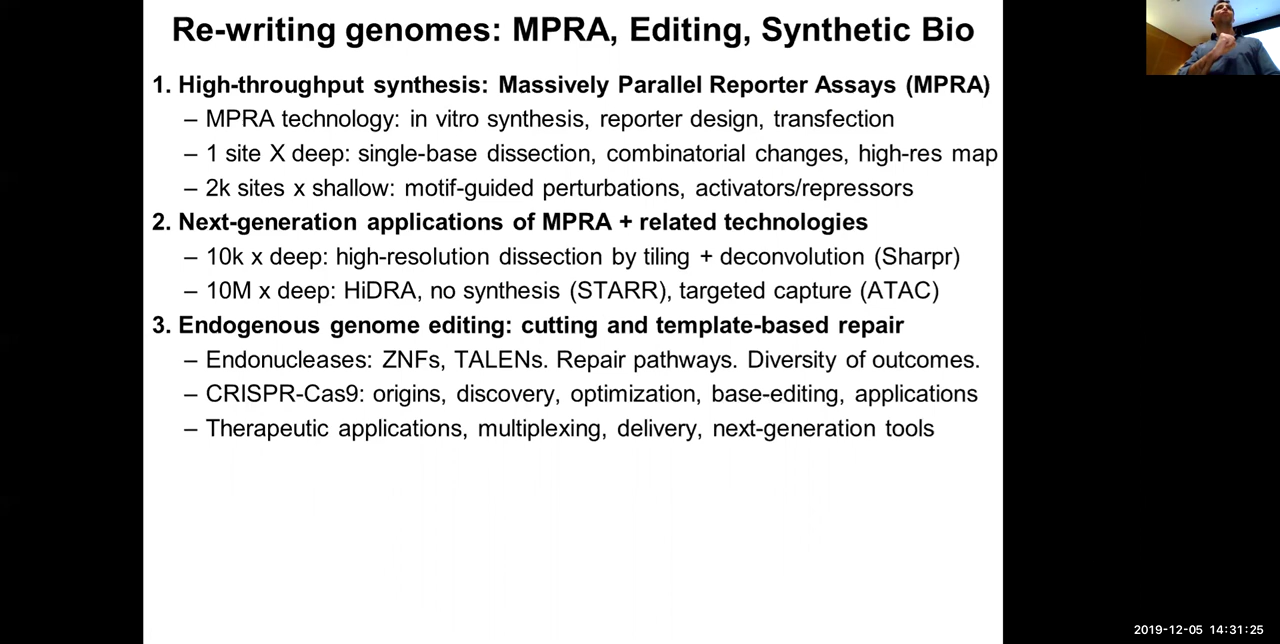 Re-writing genomes: MPRA, Editing, Synthetic Bio
1. High-throughput synthesis: Massively Parallel Reporter Assays (MPRA)
– MPRA technology: in vitro synthesis, reporter design, transfection
– 1 site X deep: single-base dissection, combinatorial changes, high-res map
– 2k sites x shallow: motif-guided perturbations, activators/repressors
2. Next-generation applications of MPRA + related technologies
– 10k x deep: high-resolution dissection by tiling + deconvolution (Sharpr)
– 10M x deep: HiDRA, no synthesis (STARR), targeted capture (ATAC)
3. Endogenous genome editing: cutting and template-based repair
– Endonucleases: ZNFs, TALENs. Repair pathways. Diversity of outcomes.
– CRISPR-Cas9: origins, discovery, optimization, base-editing, applications
– Therapeutic applications, multiplexing, delivery, next-generation tools
2019-12-05 14:31:25